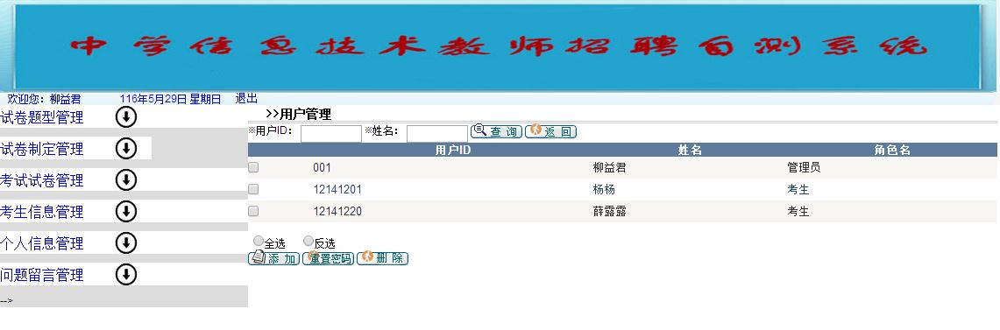 中学信息技术教师招聘自测系统
欢迎您：柳益君 116年5月29日 星期日 退出
试卷题型管理
试卷制定管理
考试试卷管理
考生信息管理
个人信息管理
问题留言管理
-->
>>用户管理
※用户ID： ※姓名： 查 询 返 回
用户ID 姓名 角色名
001 柳益君 管理员
12141201 杨杨 考生
12141220 薛露露 考生
全选 反选
添 加 重置密码 删 除